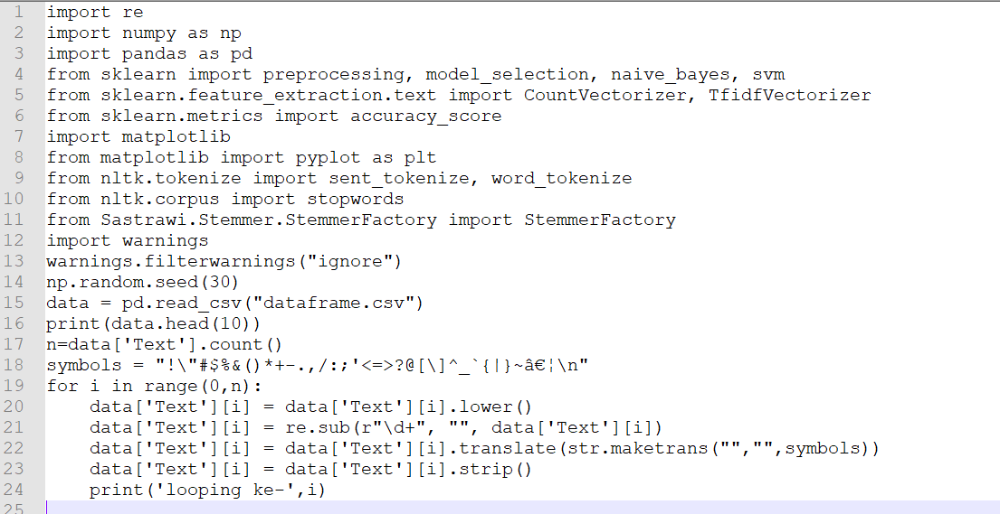 1 import re
2 import numpy as np
3 import pandas as pd
4 from sklearn import preprocessing, model_selection, naive_bayes, svm
5 from sklearn.feature_extraction.text import CountVectorizer, TfidfVectorizer
6 from sklearn.metrics import accuracy_score
7 import matplotlib
8 from matplotlib import pyplot as plt
9 from nltk.tokenize import sent_tokenize, word_tokenize
10 from nltk.corpus import stopwords
11 from Sastrawi.Stemmer.StemmerFactory import StemmerFactory
12 import warnings
13 warnings.filterwarnings("ignore")
14 np.random.seed(30)
15 data = pd.read_csv("dataframe.csv")
16 print(data.head(10))
17 n=data['Text'].count()
18 symbols = "!\"#$%&()*+-.,/:;'<=>?@[\]^_`{|}~â€¦\n"
19 for i in range(0,n):
20     data['Text'][i] = data['Text'][i].lower()
21     data['Text'][i] = re.sub(r"\d+", "", data['Text'][i])
22     data['Text'][i] = data['Text'][i].translate(str.maketrans("","",symbols))
23     data['Text'][i] = data['Text'][i].strip()
24     print('looping ke-',i)
25